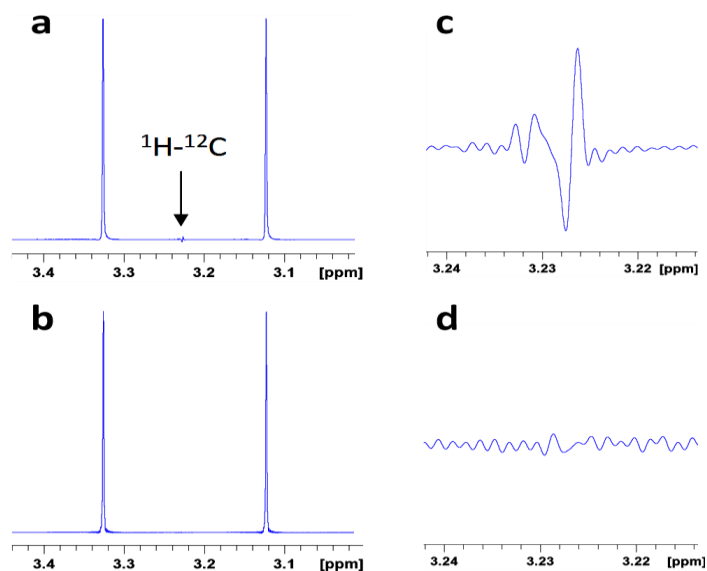 a
¹H-¹²C
3.4 3.3 3.2 3.1 [ppm]
b
3.4 3.3 3.2 3.1 [ppm]
c
3.24 3.23 3.22 [ppm]
d
3.24 3.23 3.22 [ppm]